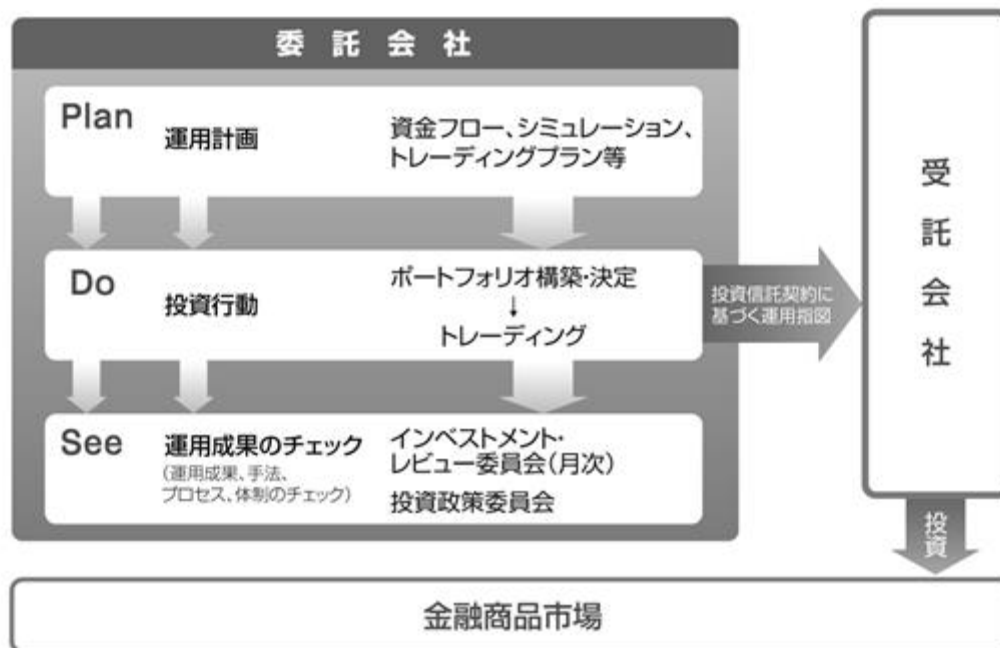 委託会社
Plan
運用計画
資金フロー、シミュレーション、
トレーディングプラン等
Do
投資行動
ポートフォリオ構築・決定
↓
トレーディング
投資信託契約に
基づく運用指図
See
運用成果のチェック
(運用成果、手法、
プロセス、体制のチェック)
インベストメント・
レビュー委員会(月次)
投資政策委員会
受託会社
投資
金融商品市場